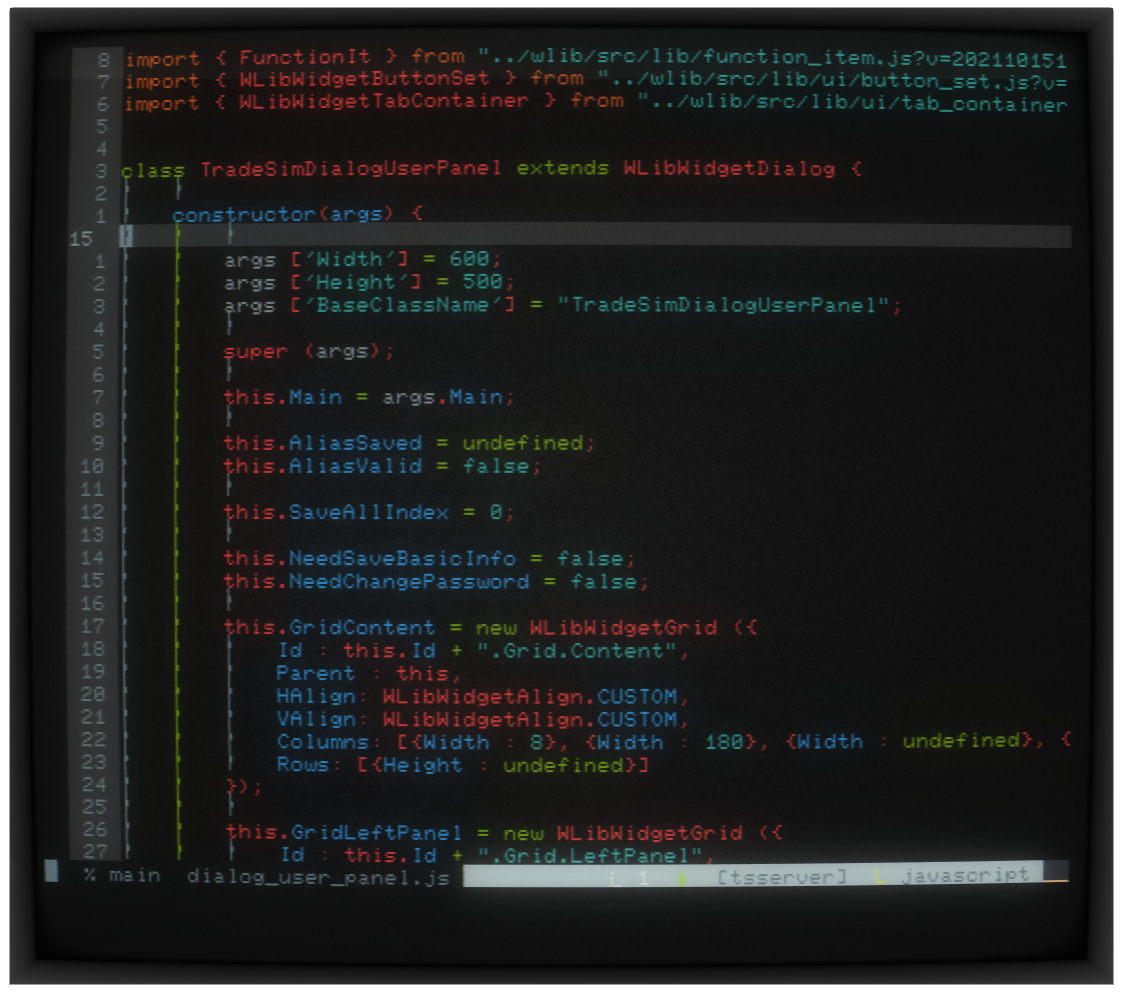 8 import { FunctionIt } from "../wlib/src/lib/function_item.js?v=202110151
7 import { WLibWidgetButtonSet } from "../wlib/src/lib/ui/button_set.js?v=
6 import { WLibWidgetTabContainer } from "../wlib/src/lib/ui/tab_container
5
4
3 class TradeSimDialogUserPanel extends WLibWidgetDialog {
2
1 constructor(args) {
15
1 args ['Width'] = 600;
2 args ['Height'] = 500;
3 args ['BaseClassName'] = "TradeSimDialogUserPanel";
4
5 super (args);
6
7 this.Main = args.Main;
8
9 this.AliasSaved = undefined;
10 this.AliasValid = false;
11
12 this.SaveAllIndex = 0;
13
14 this.NeedSaveBasicInfo = false;
15 this.NeedChangePassword = false;
16
17 this.GridContent = new WLibWidgetGrid ({
18 Id : this.Id + ".Grid.Content",
19 Parent : this,
20 HAlign: WLibWidgetAlign.CUSTOM,
21 VAlign: WLibWidgetAlign.CUSTOM,
22 Columns: [{Width : 8}, {Width : 180}, {Width : undefined}, {
23 Rows: [{Height : undefined}]
24 });
25
26 this.GridLeftPanel = new WLibWidgetGrid ({
27 Id : this.Id + ".Grid.LeftPanel",
% main dialog_user_panel.js i 1 [tsserver] javascript